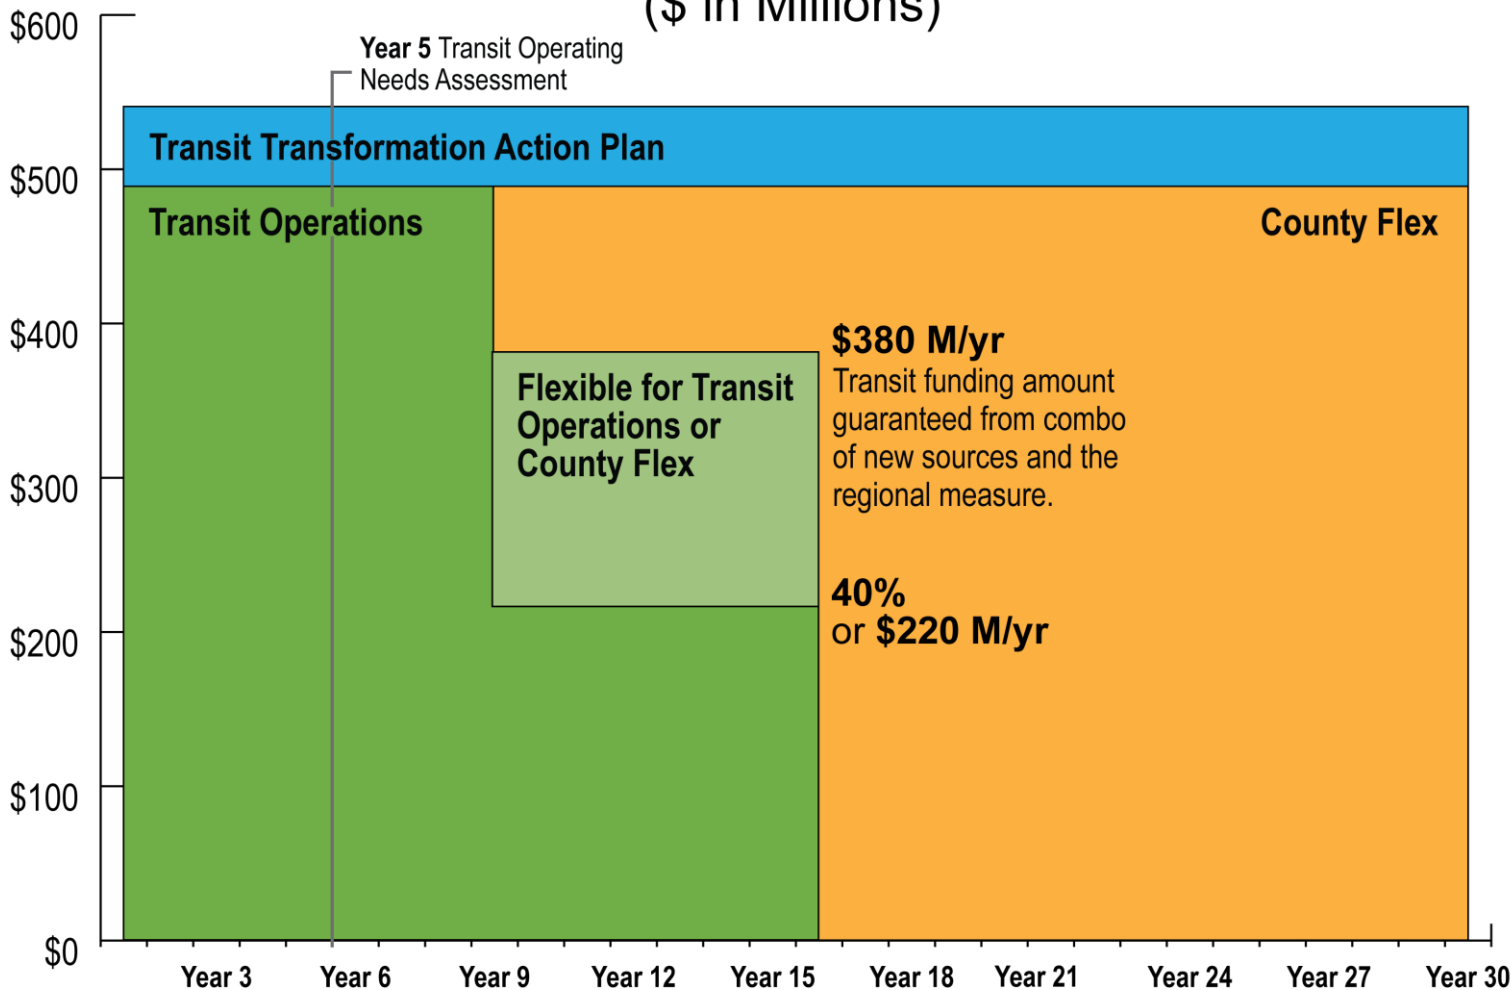 ($ in Millions)
$600
Year 5 Transit Operating
Needs Assessment
Transit Transformation Action Plan
$500
Transit Operations
County Flex
$400
$380 M/yr
Transit funding amount
guaranteed from combo
of new sources and the
regional measure.
Flexible for Transit
Operations or
County Flex
$300
40%
or $220 M/yr
$200
$100
$0
Year 3 Year 6 Year 9 Year 12 Year 15 Year 18 Year 21 Year 24 Year 27 Year 30